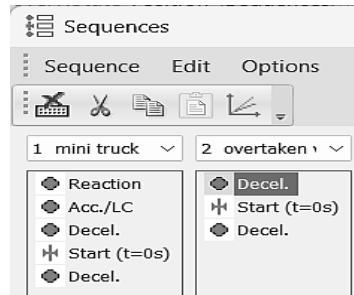 Sequences
Sequence Edit Options
1 mini truck
2 overtaken
Reaction
Acc./LC
Decel.
Start (t=0s)
Decel.
Decel.
Start (t=0s)
Decel.